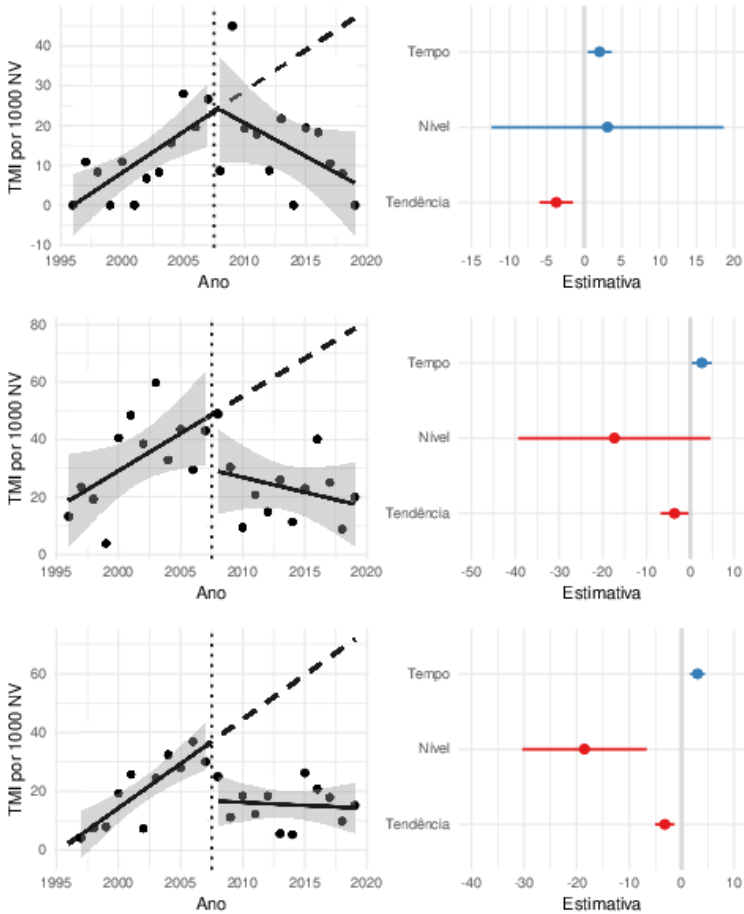 TMI por 1000 NV
40
30
20
10
0
-10
1995 2000 2005 2010 2015 2020
Ano
Tempo
Nível
Tendência
-15 -10 -5 0 5 10 15 20
Estimativa
TMI por 1000 NV
80
60
40
20
0
1995 2000 2005 2010 2015 2020
Ano
Tempo
Nível
Tendência
-50 -40 -30 -20 -10 0 10
Estimativa
TMI por 1000 NV
60
40
20
0
1995 2000 2005 2010 2015 2020
Ano
Tempo
Nível
Tendência
-40 -30 -20 -10 0 10
Estimativa